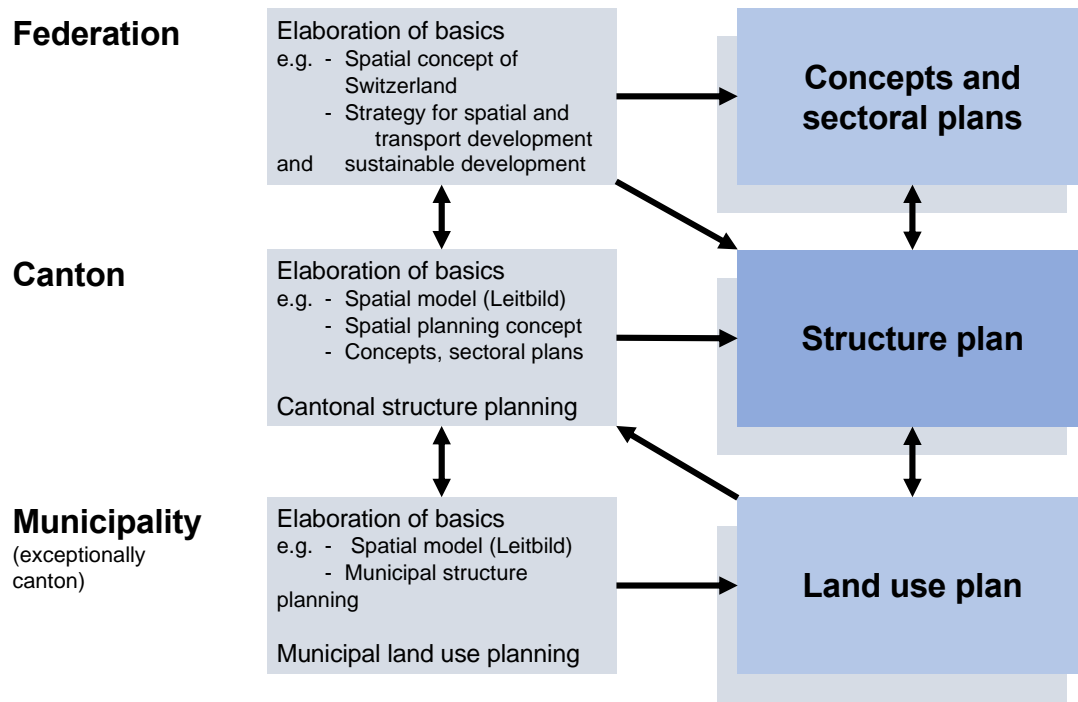 Federation
Elaboration of basics
e.g. - Spatial concept of
Switzerland
- Strategy for spatial and
transport development
and sustainable development
Concepts and
sectoral plans
Canton
Elaboration of basics
e.g. - Spatial model (Leitbild)
- Spatial planning concept
- Concepts, sectoral plans
Cantonal structure planning
Structure plan
Municipality
(exceptionally
canton)
Elaboration of basics
e.g. - Spatial model (Leitbild)
- Municipal structure
planning
Municipal land use planning
Land use plan